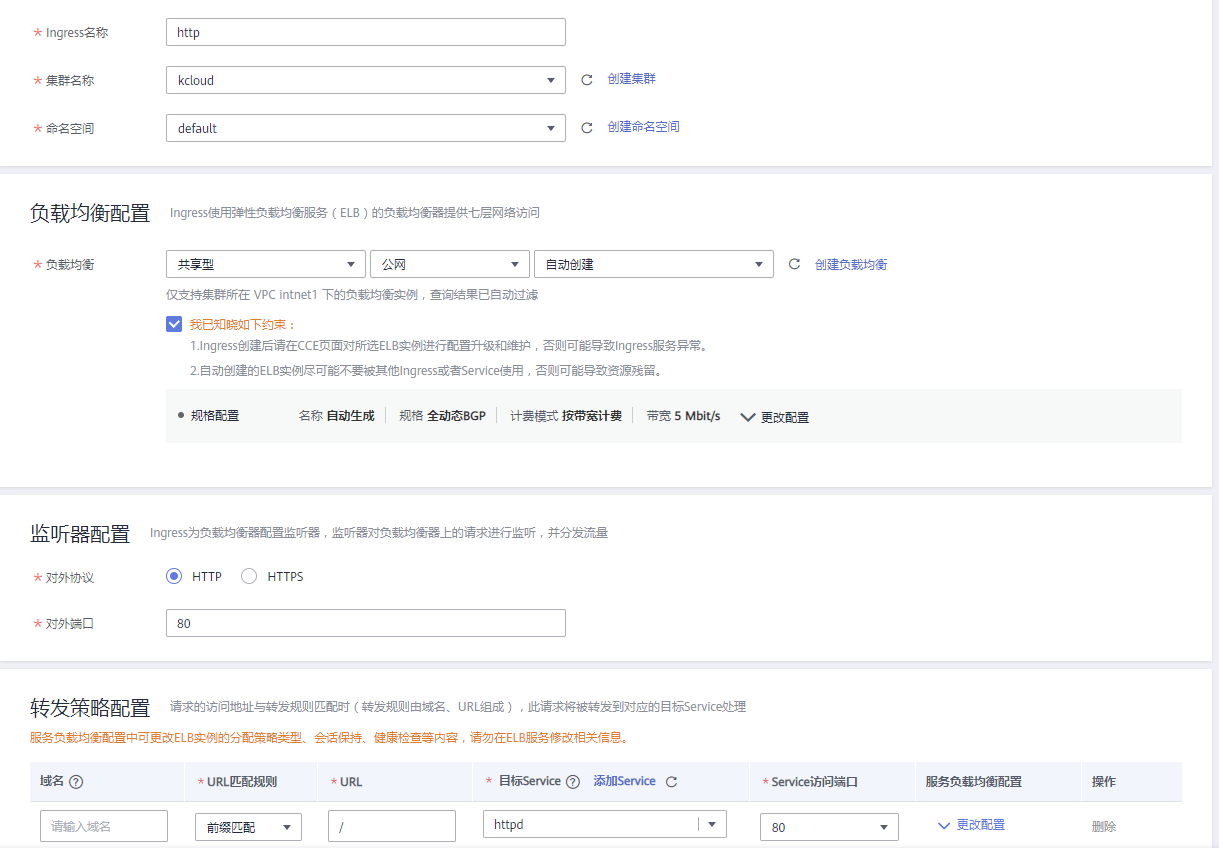 * Ingress名称 http
* 集群名称 kcloud 创建集群
* 命名空间 default 创建命名空间
负载均衡配置 Ingress使用弹性负载均衡服务（ELB）的负载均衡器提供七层网络访问
* 负载均衡 共享型 公网 自动创建 创建负载均衡
仅支持集群所在 VPC intnet1 下的负载均衡实例，查询结果已自动过滤
我已知晓如下约束：
1.Ingress创建后请在CCE页面对所选ELB实例进行配置升级和维护，否则可能导致Ingress服务异常。
2.自动创建的ELB实例尽可能不要被其他Ingress或者Service使用，否则可能导致资源残留。
规格配置 名称 自动生成 规格 全动态BGP 计费模式 按带宽计费 带宽 5 Mbit/s 更改配置
监听器配置 Ingress为负载均衡器配置监听器，监听器对负载均衡器上的请求进行监听，并分发流量
* 对外协议 HTTP HTTPS
* 对外端口 80
转发策略配置 请求的访问地址与转发规则匹配时（转发规则由域名、URL组成），此请求将被转发到对应的目标Service处理
服务负载均衡配置中可更改ELB实例的分配策略类型、会话保持、健康检查等内容，请勿在ELB服务修改相关信息。
域名 ? * URL匹配规则 * URL * 目标Service ? 添加Service * Service访问端口 服务负载均衡配置 操作
请输入域名 前缀匹配 / httpd 80 更改配置 删除